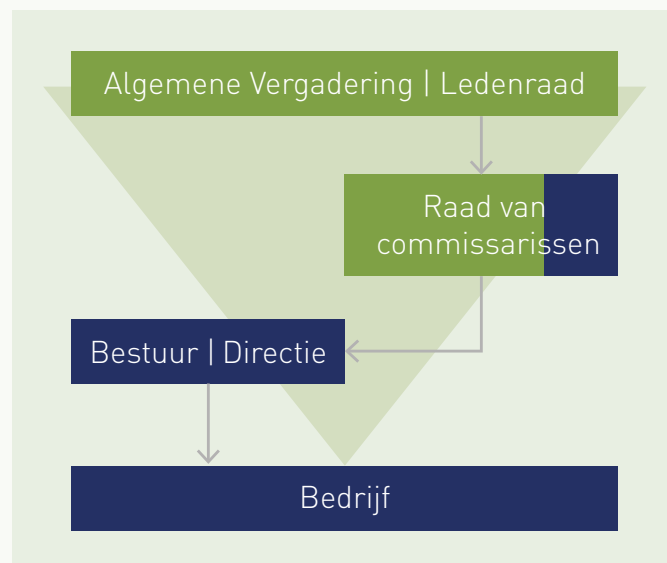 Algemene Vergadering | Ledenraad
Raad van
commissarissen
Bestuur | Directie
Bedrijf